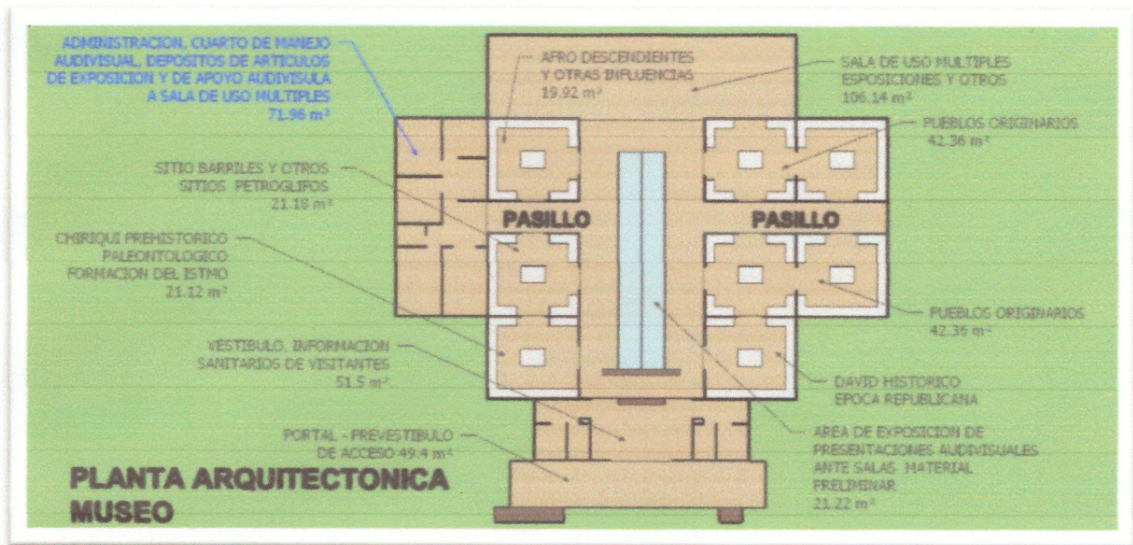 ADMINISTRACION, CUARTO DE MANEJO
AUDIVISUAL, DEPOSITOS DE ARTICULOS
DE EXPOSICION Y DE APOYO AUDIVISULA
A SALA DE USO MULTIPLES
71.96 m²
AFRO DESCENDIENTES
Y OTRAS INFLUENCIAS
19.92 m²
SALA DE USO MULTIPLES
ESPOSICIONES Y OTROS
106.14 m²
PUEBLOS ORIGINARIOS
42.36 m²
SITIO BARRILES Y OTROS
SITIOS PETROGLIFOS
21.18 m²
PASILLO
PASILLO
CHIRIQUI PREHISTORICO
PALEONTOLOGICO
FORMACION DEL ISTMO
21.12 m²
PUEBLOS ORIGINARIOS
42.36 m²
VESTIBULO, INFORMACION
SANITARIOS DE VISITANTES
51.5 m²
DAVID HISTORICO
EPOCA REPUBLICANA
PORTAL - PREVESTIBULO
DE ACCESO 49.4 m²
AREA DE EXPOSICION DE
PRESENTACIONES AUDIVISUALES
ANTE SALAS MATERIAL
PRELIMINAR
21.22 m²
PLANTA ARQUITECTONICA
MUSEO